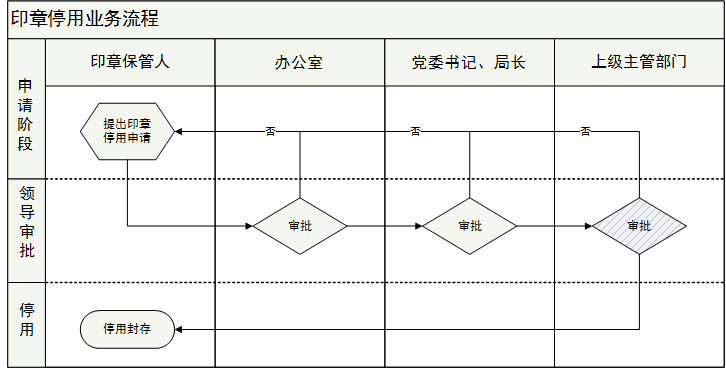 印章停用业务流程
印章保管人
办公室
党委书记、局长
上级主管部门
申请阶段
提出印章
停用申请
否
否
否
领导审批
审批
审批
审批
停用
停用封存